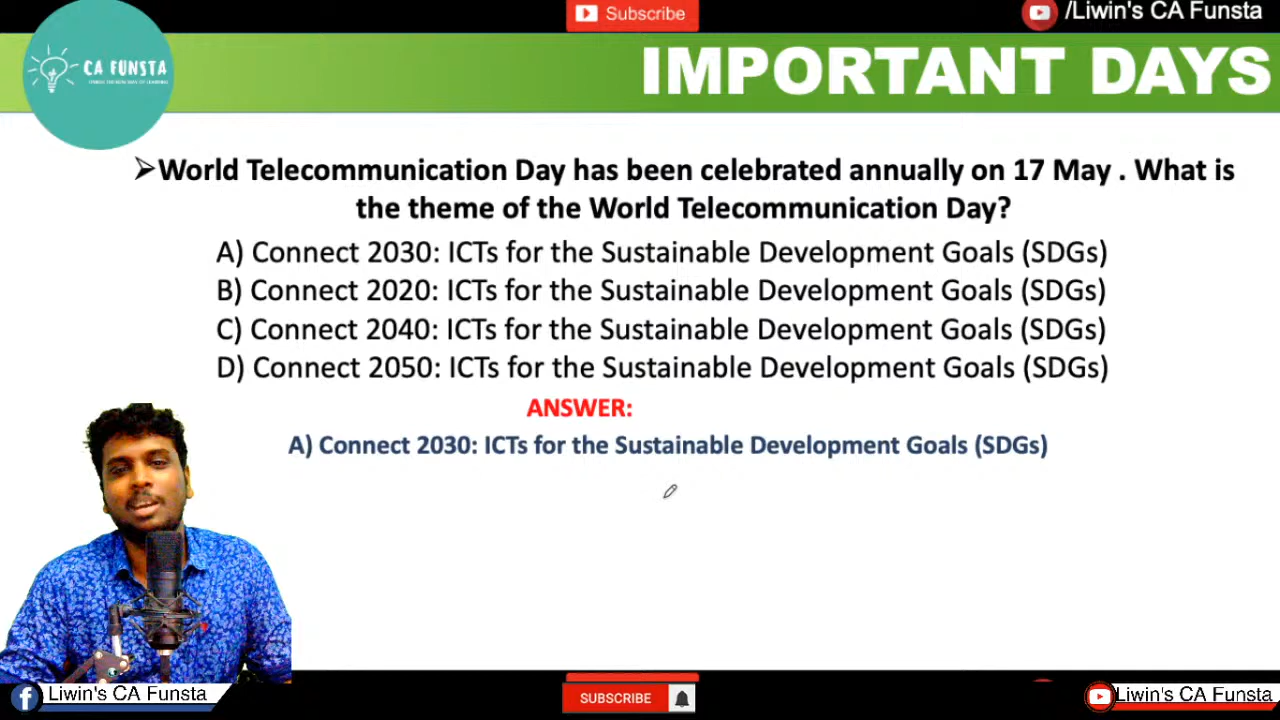 Subscribe
/Liwin's CA Funsta
CA FUNSTA
IMPORTANT DAYS
➢World Telecommunication Day has been celebrated annually on 17 May . What is
the theme of the World Telecommunication Day?
A) Connect 2030: ICTs for the Sustainable Development Goals (SDGs)
B) Connect 2020: ICTs for the Sustainable Development Goals (SDGs)
C) Connect 2040: ICTs for the Sustainable Development Goals (SDGs)
D) Connect 2050: ICTs for the Sustainable Development Goals (SDGs)
ANSWER:
A) Connect 2030: ICTs for the Sustainable Development Goals (SDGs)
Liwin's CA Funsta
SUBSCRIBE
Liwin's CA Funsta